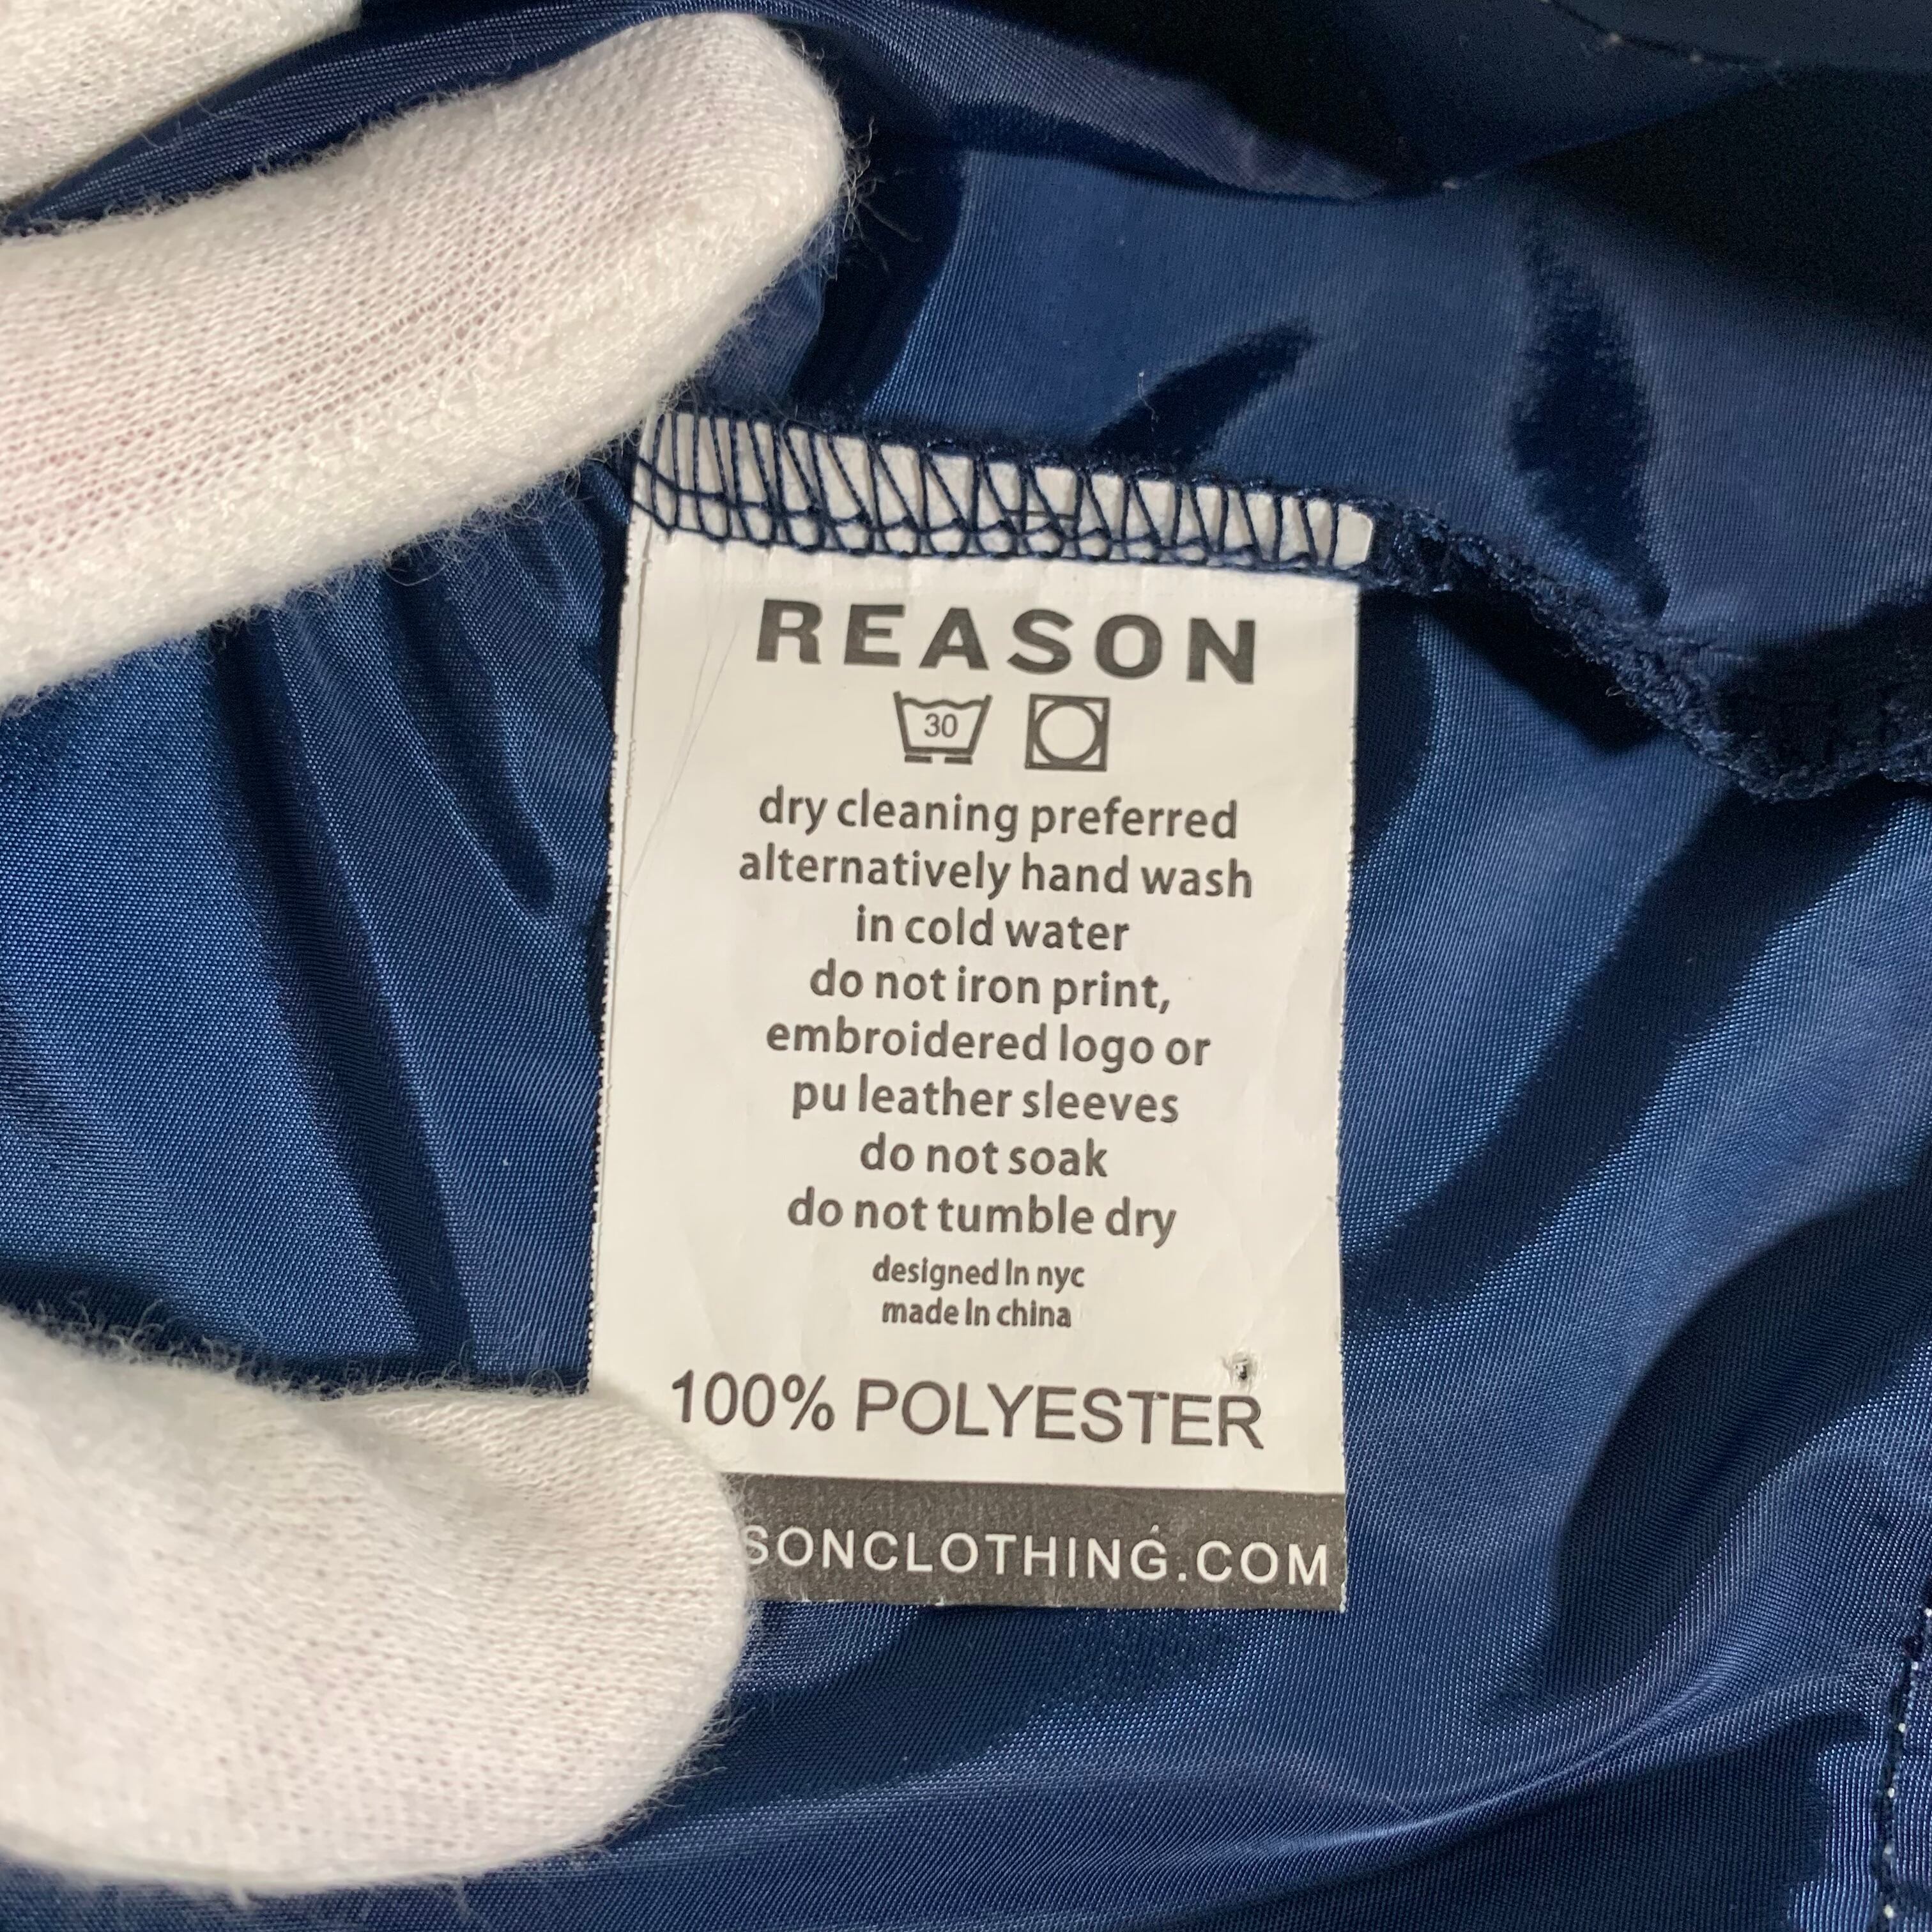 REASON
30
dry cleaning preferred
alternatively hand wash
in cold water
do not iron print,
embroidered logo or
pu leather sleeves
do not soak
do not tumble dry
designed In nyc
made In china
100% POLYESTER
SONCLOTHING.COM